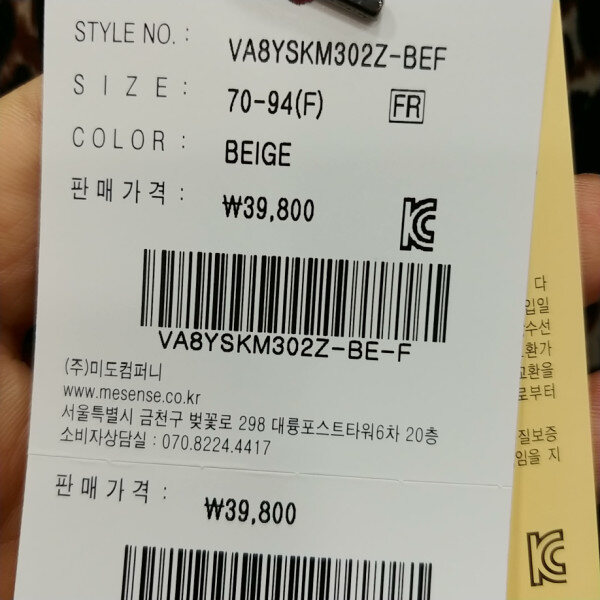 STYLE NO. : VA8YSKM302Z-BEF
SIZE : 70-94(F) FR
COLOR : BEIGE
판매가격 : ₩39,800
KC
VA8YSKM302Z-BE-F
(주)미도컴퍼니
www.mesense.co.kr
서울특별시 금천구 벚꽃로 298 대륭포스트타워6차 20층
소비자상담실 : 070.8224.4417
판매가격 : ₩39,800
다
입일
수선
환가
교환을
로부터
질보증
임을 지
KC